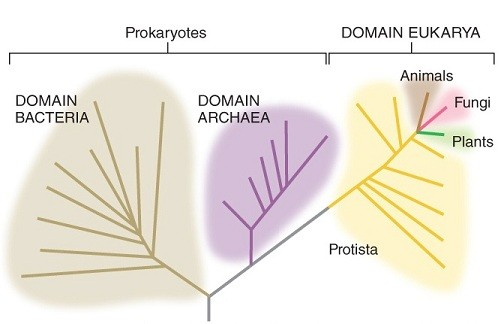 Prokaryotes
DOMAIN EUKARYA
DOMAIN
BACTERIA
DOMAIN
ARCHAEA
Animals
Fungi
Plants
Protista